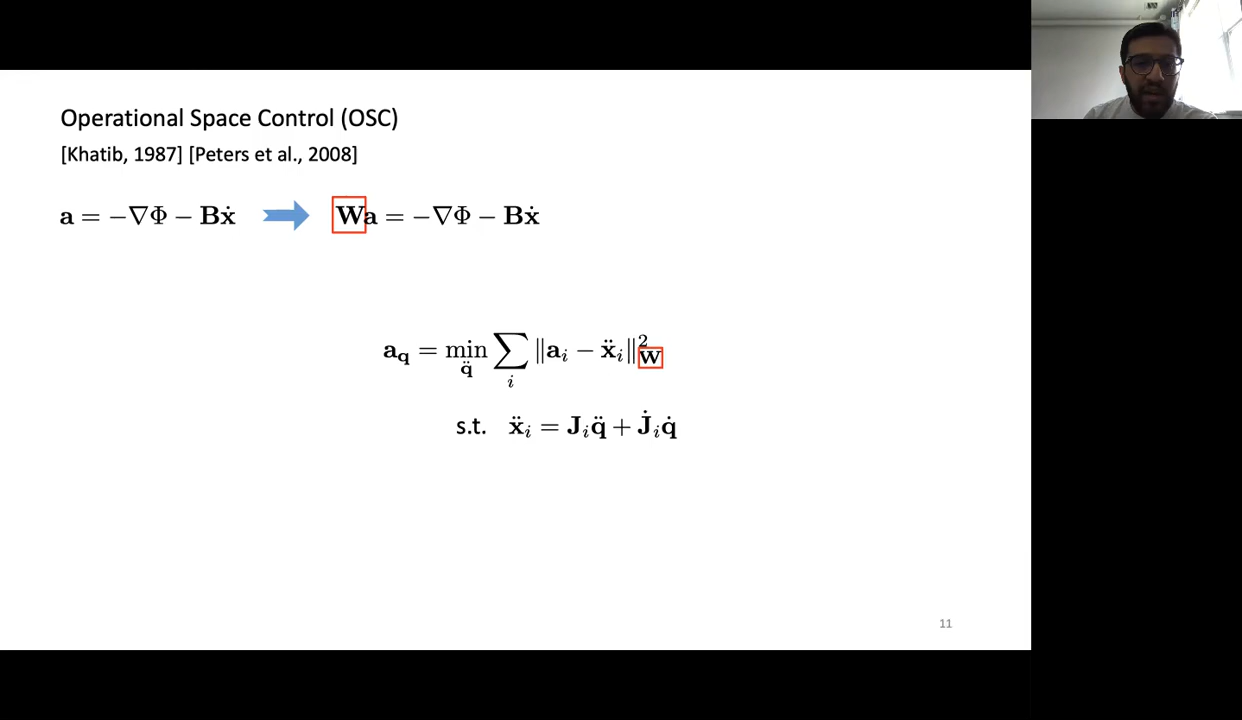 Operational Space Control (OSC)
[Khatib, 1987] [Peters et al., 2008]
a = −∇Φ − Bẋ Wa = −∇Φ − Bẋ
a_q = min_q̈ ∑_i ‖a_i − ẍ_i‖²_W
s.t. ẍ_i = J_i q̈ + J̇_i q̇
11